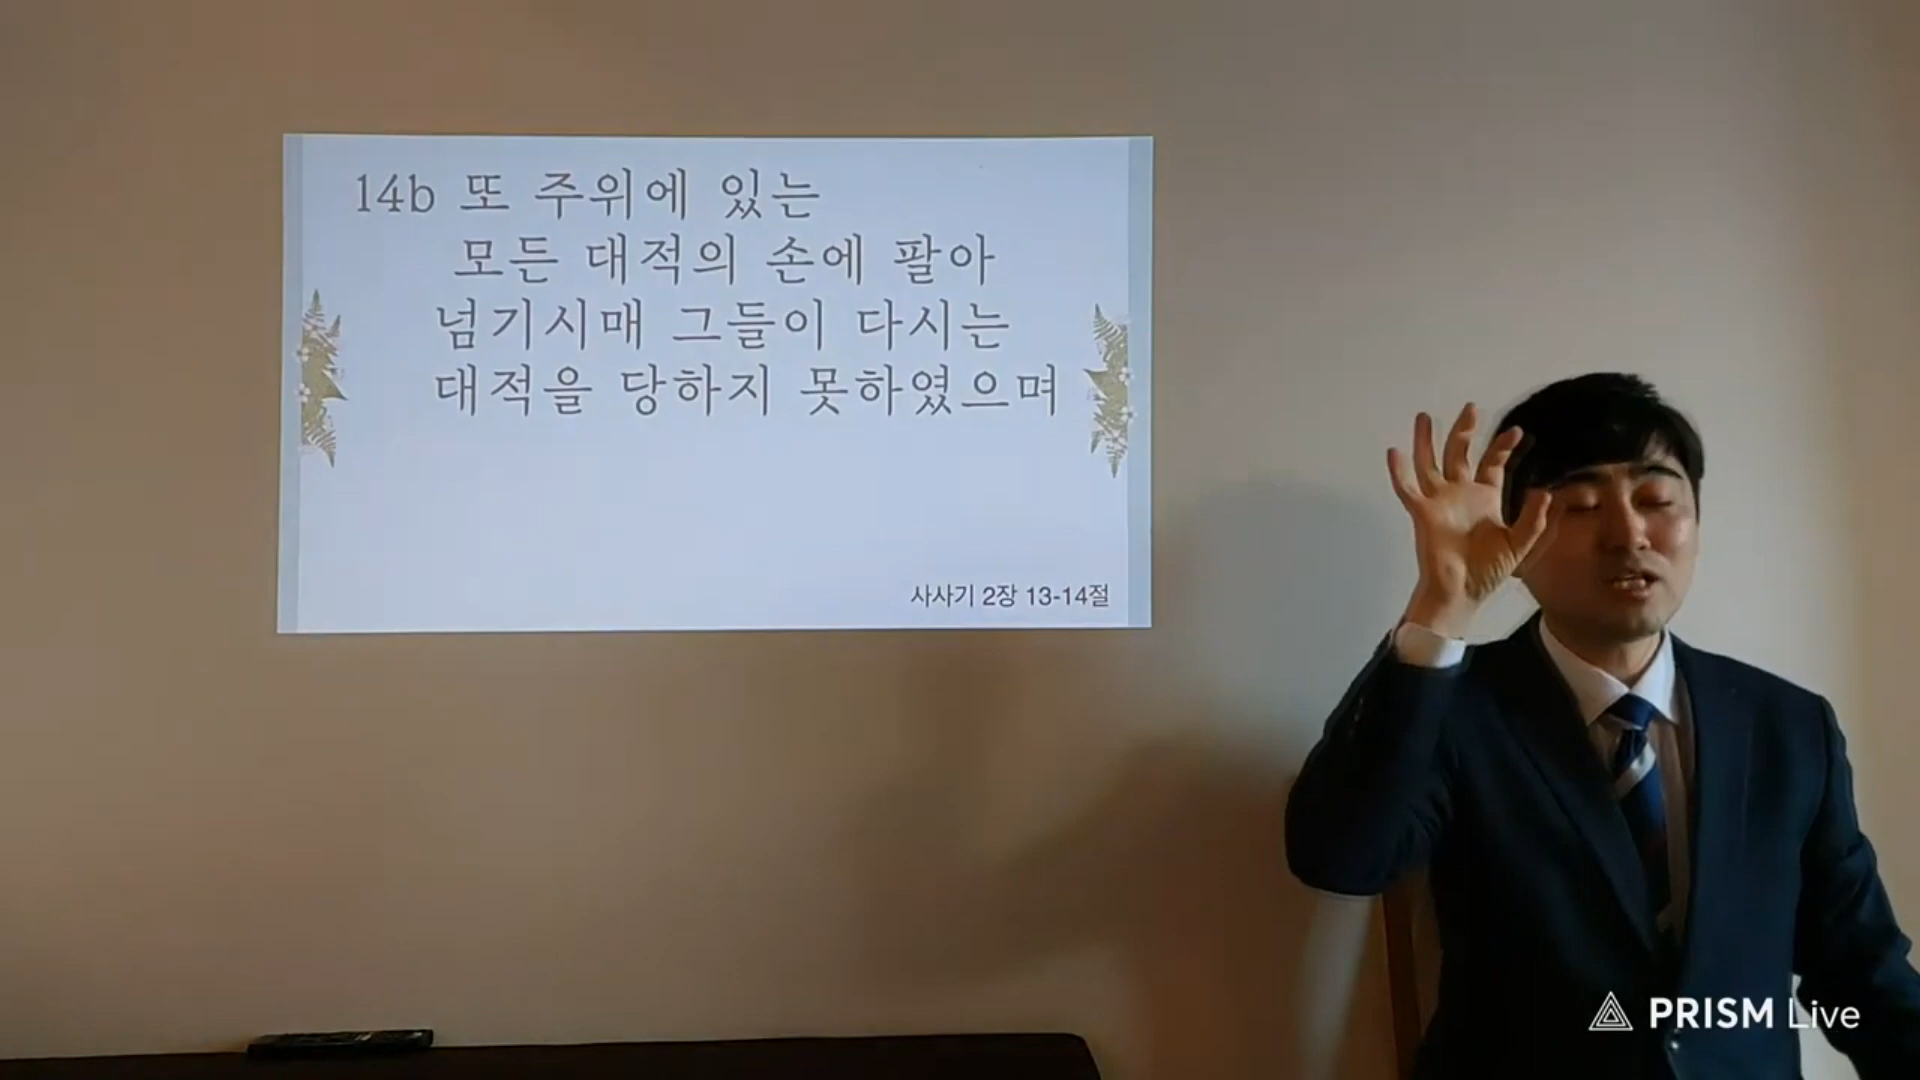 14b 또 주위에 있는
모든 대적의 손에 팔아
넘기시매 그들이 다시는
대적을 당하지 못하였으며
사사기 2장 13-14절
PRISM Live